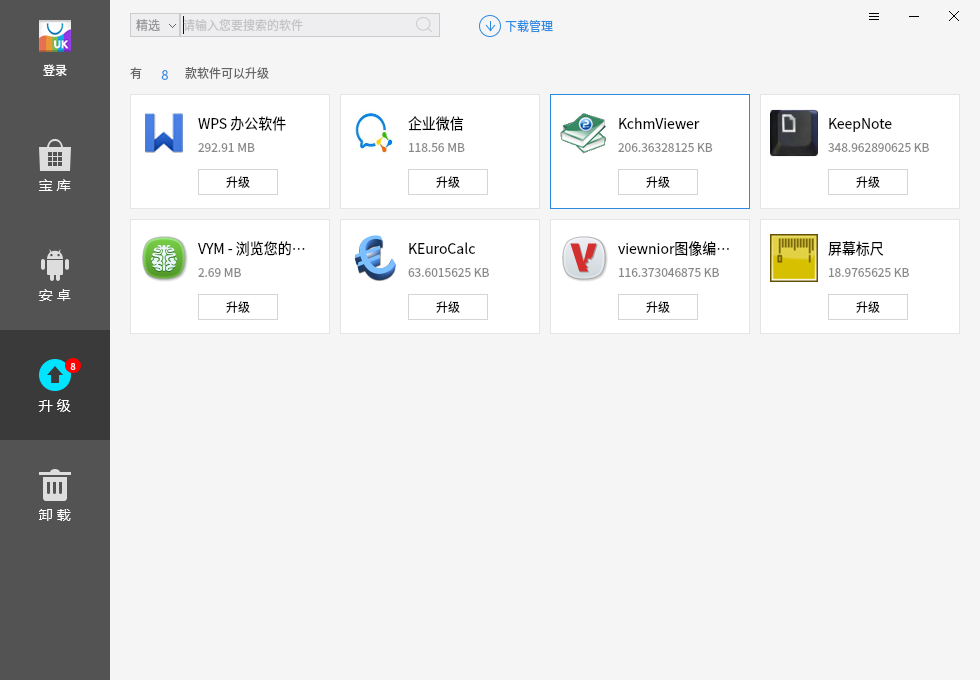 精选 请输入您要搜索的软件 下载管理
UK
登录
有 8 款软件可以升级
WPS 办公软件
292.91 MB
升级
企业微信
118.56 MB
升级
KchmViewer
206.36328125 KB
升级
KeepNote
348.962890625 KB
升级
VYM - 浏览您的···
2.69 MB
升级
KEuroCalc
63.6015625 KB
升级
viewnior图像编···
116.373046875 KB
升级
屏幕标尺
18.9765625 KB
升级
宝库
安卓
8
升级
卸载